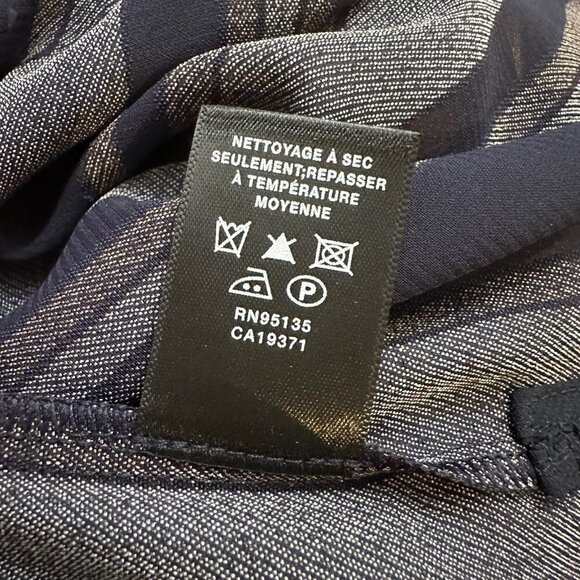 NETTOYAGE À SEC
SEULEMENT;REPASSER
À TEMPÉRATURE
MOYENNE
P
RN95135
CA19371